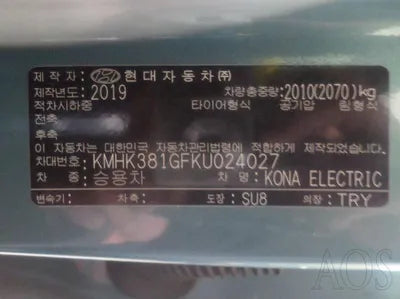 제 작 자: 현대자동차㈜
제작년도: 2019 차량총중량: 2010(2070)kg
적차시하중 타이어형식 공기압 림형식
전축
후축
이 자동차는 대한민국 자동차관리법령에 적합하게 제작되었습니다.
차대번호: KMHK381GFKU024027
차 종: 승용차 차 명: KONA ELECTRIC
변속기: 차축: 도장: SU8 의장: TRY
AOS